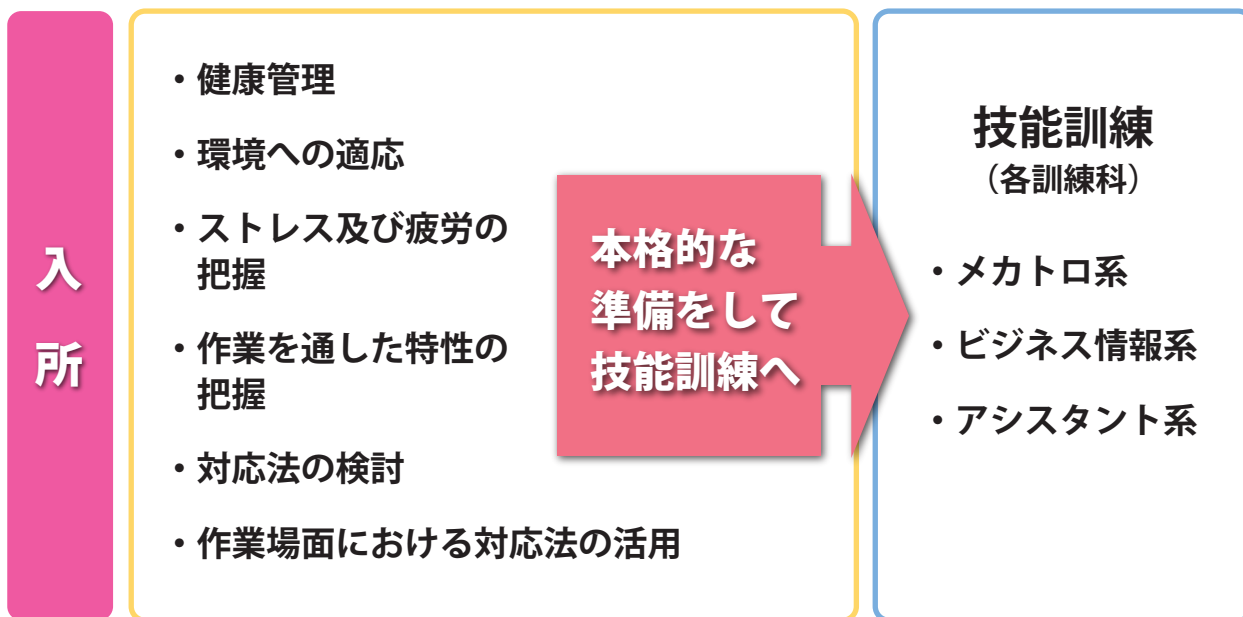 入
所
・健康管理
・環境への適応
・ストレス及び疲労の
把握
・作業を通した特性の
把握
・対応法の検討
・作業場面における対応法の活用
本格的な
準備をして
技能訓練へ
技能訓練
（各訓練科）
・メカトロ系
・ビジネス情報系
・アシスタント系